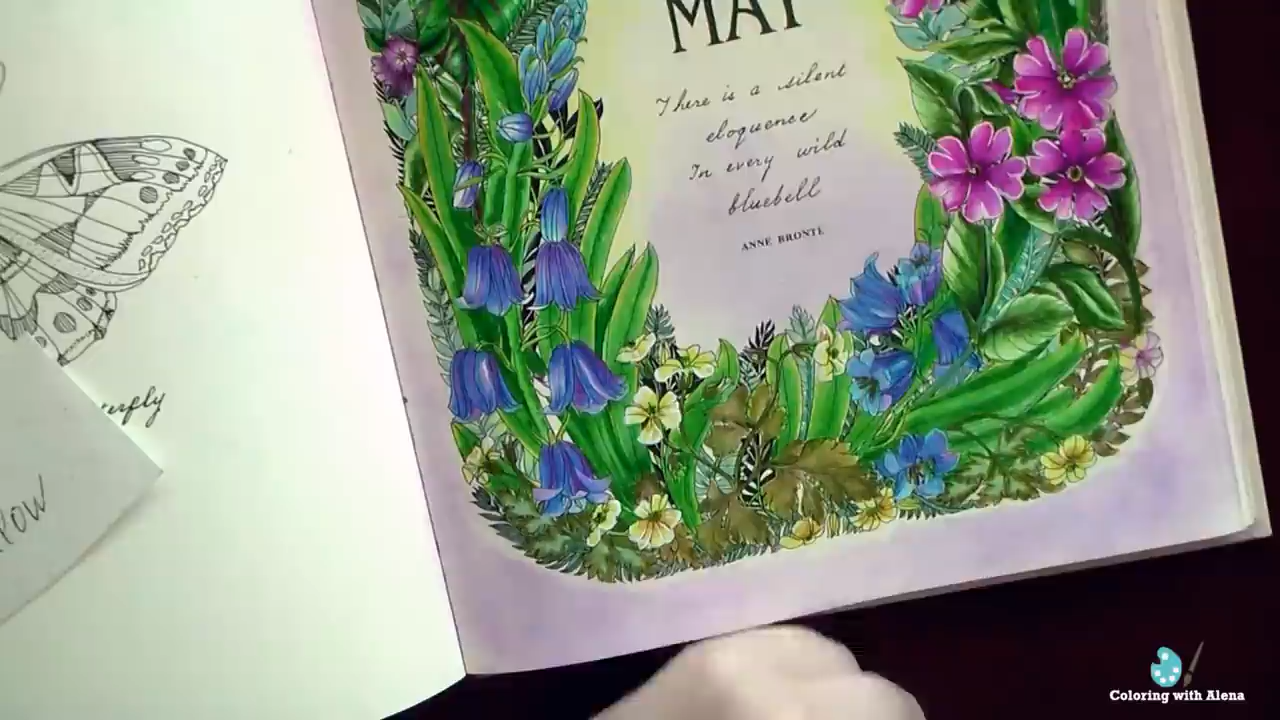 MAY
There is a silent
eloquence
In every wild
bluebell
ANNE BRONTË
Coloring with Alena